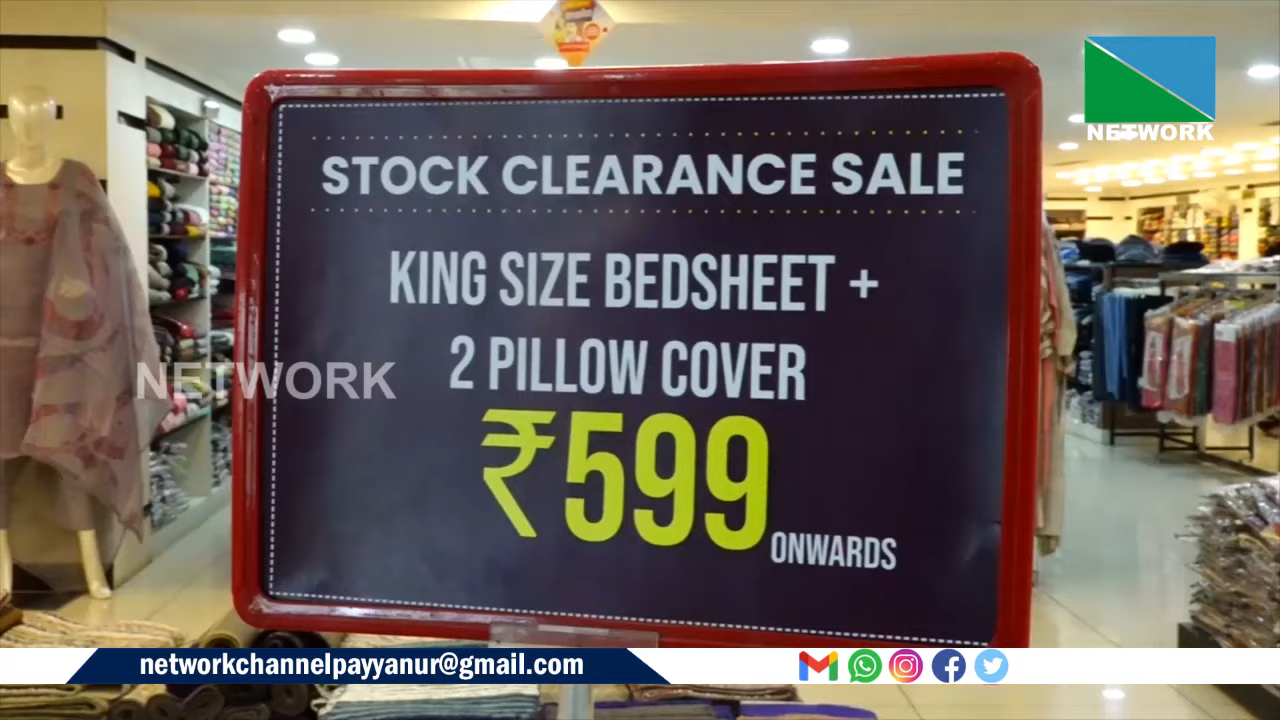 NETWORK
STOCK CLEARANCE SALE
KING SIZE BEDSHEET +
2 PILLOW COVER
₹599
ONWARDS
NETWORK
networkchannelpayyanur@gmail.com